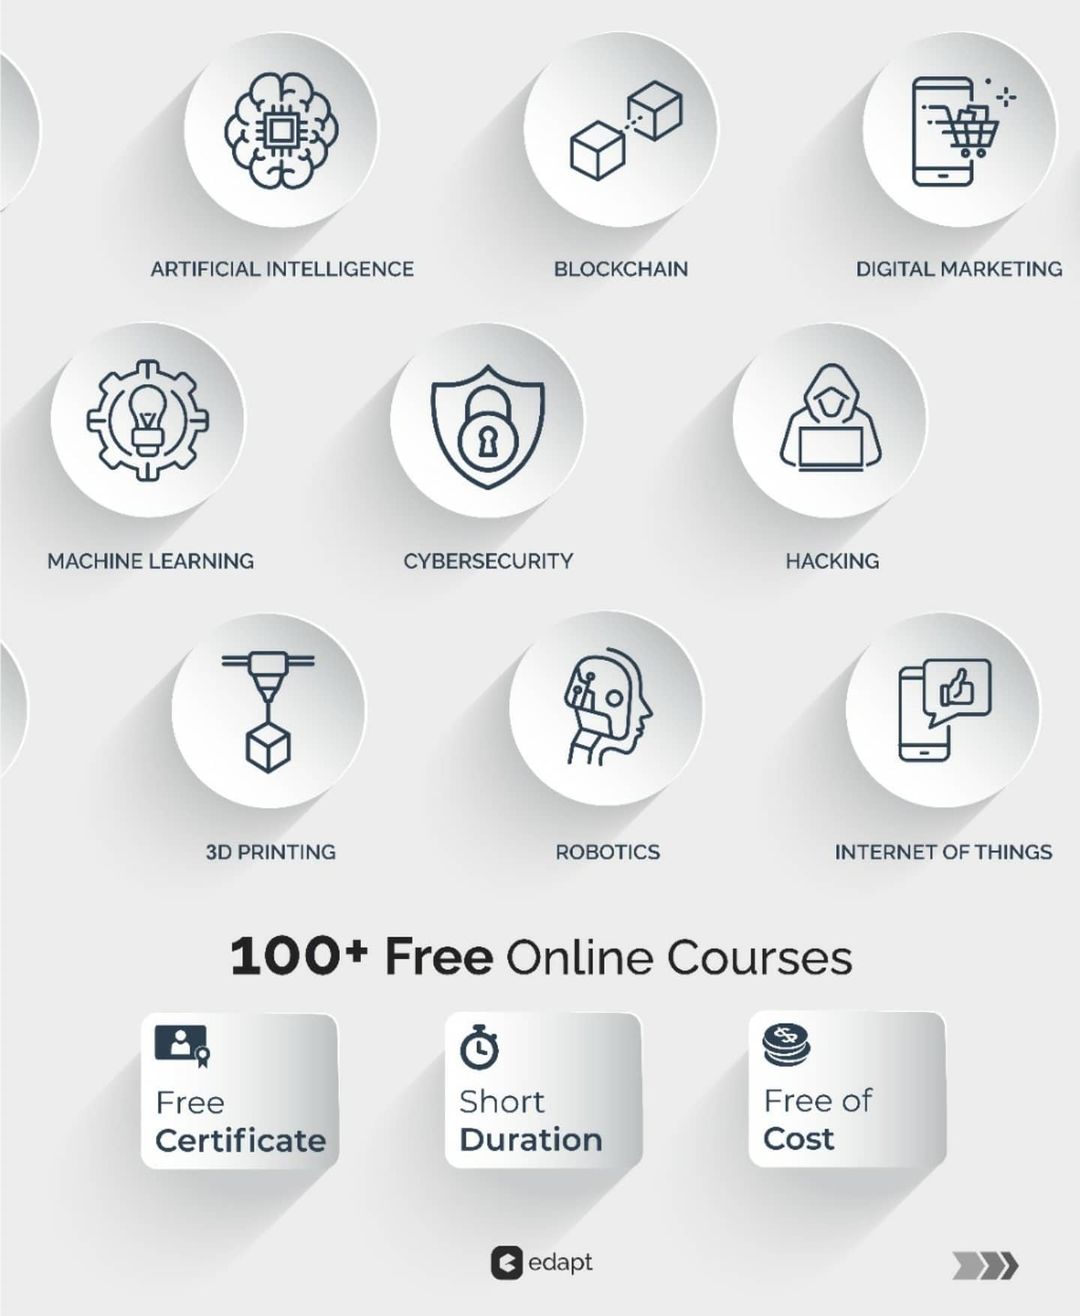 ARTIFICIAL INTELLIGENCE
BLOCKCHAIN
DIGITAL MARKETING
MACHINE LEARNING
CYBERSECURITY
HACKING
3D PRINTING
ROBOTICS
INTERNET OF THINGS
100+ Free Online Courses
Free
Certificate
Short
Duration
Free of
Cost
edapt